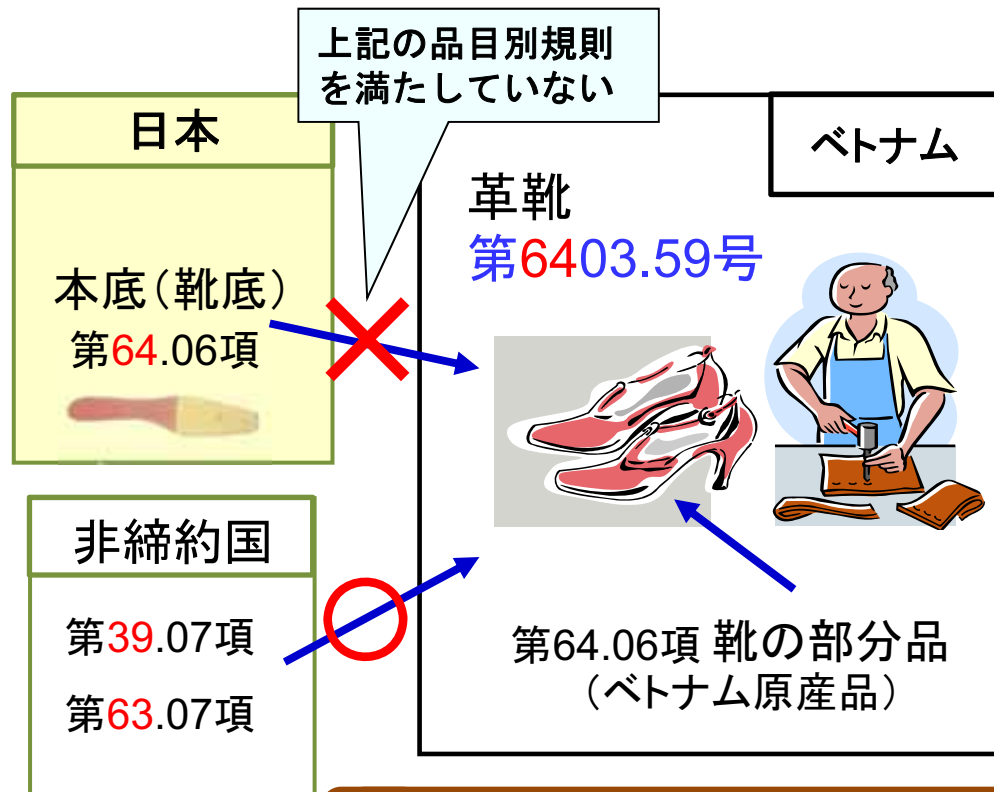 上記の品目別規則
を満たしていない
日本
本底(靴底)
第64.06項
ベトナム
革靴
第6403.59号
非締約国
第39.07項
第63.07項
第64.06項 靴の部分品
(ベトナム原産品)